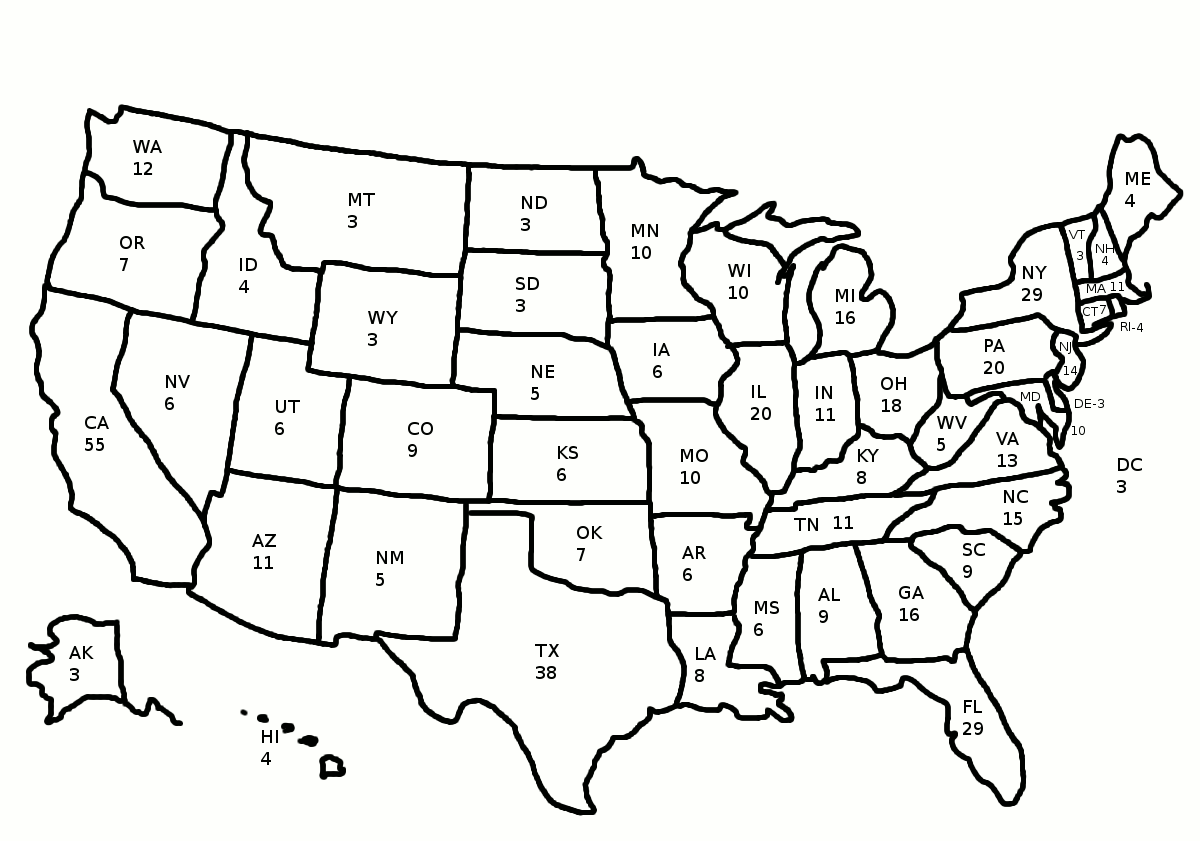 WA
12
OR
7
CA
55
ID
4
NV
6
MT
3
WY
3
UT
6
CO
9
AZ
11
NM
5
ND
3
SD
3
NE
5
KS
6
OK
7
TX
38
MN
10
IA
6
MO
10
AR
6
LA
8
WI
10
IL
20
MI
16
IN
11
OH
18
KY
8
TN 11
MS
6
AL
9
GA
16
FL
29
SC
9
NC
15
VA
13
WV
5
PA
20
NY
29
VT
3
NH
4
ME
4
MA 11
CT 7
RI-4
NJ
14
DE-3
MD
10
DC
3
AK
3
HI
4